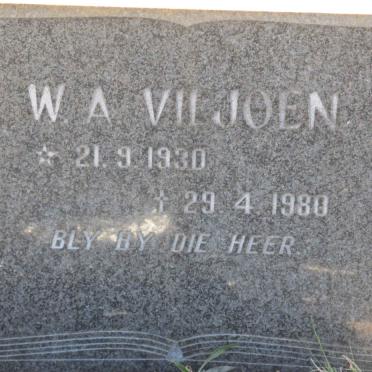 W. A. VILJOEN.
☆ 21. 9. 1930
† 29 4 1980
BLY BY DIE HEER.